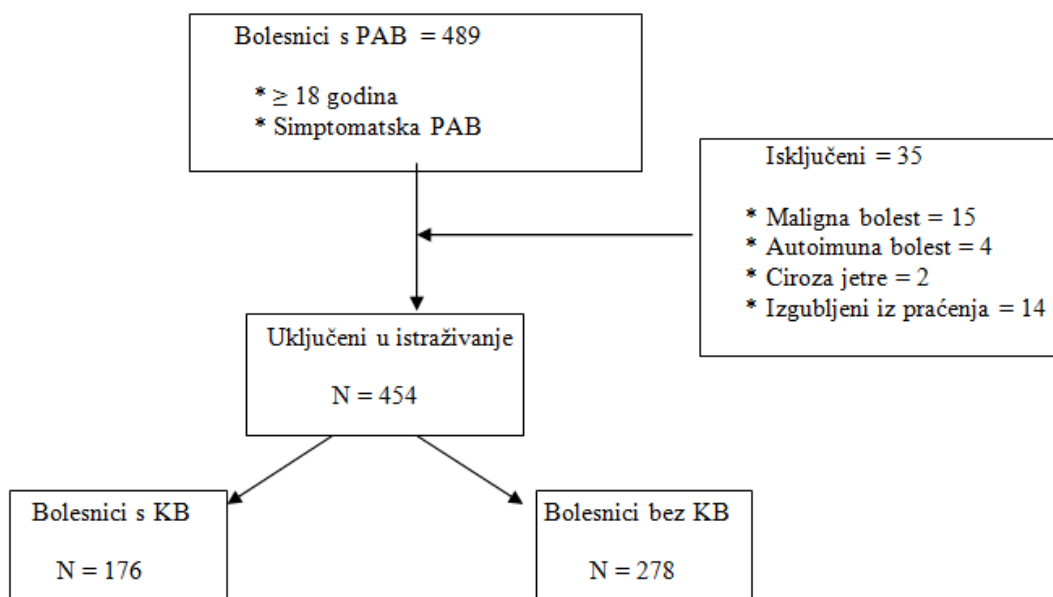 Bolesnici s PAB = 489
* ≥ 18 godina
* Simptomatska PAB
Isključeni = 35
* Maligna bolest = 15
* Autoimuna bolest = 4
* Ciroza jetre = 2
* Izgubljeni iz praćenja = 14
Uključeni u istraživanje
N = 454
Bolesnici s KB
N = 176
Bolesnici bez KB
N = 278